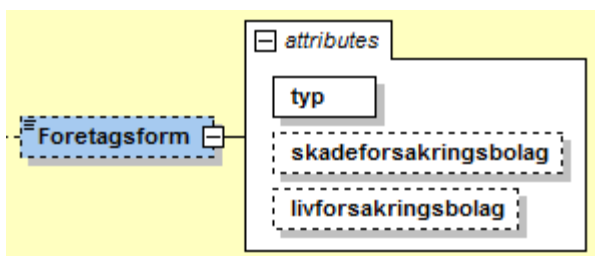 attributes
typ
Foretagsform
skadeforsakringsbolag
livforsakringsbolag